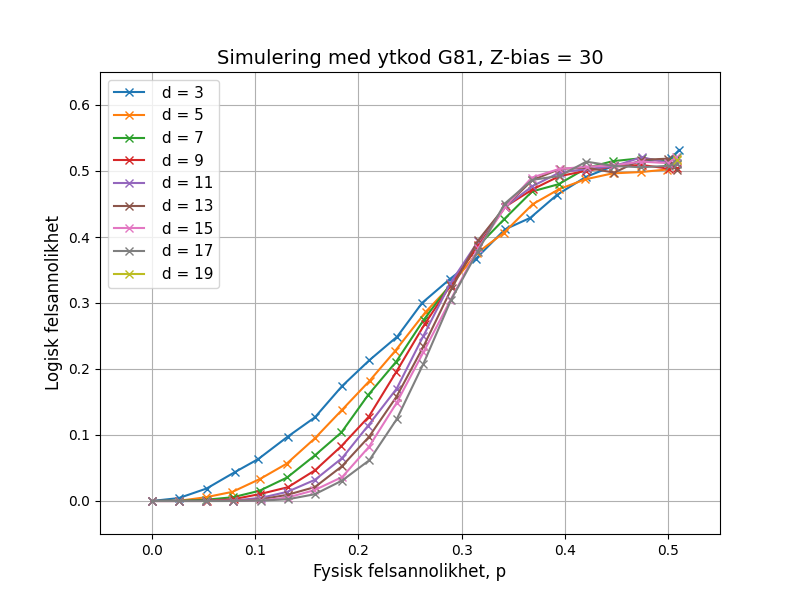 Simulering med ytkod G81, Z-bias = 30
d = 3
d = 5
d = 7
d = 9
d = 11
d = 13
d = 15
d = 17
d = 19
Logisk felsannolikhet
0.6
0.5
0.4
0.3
0.2
0.1
0.0
0.0 0.1 0.2 0.3 0.4 0.5
Fysisk felsannolikhet, p